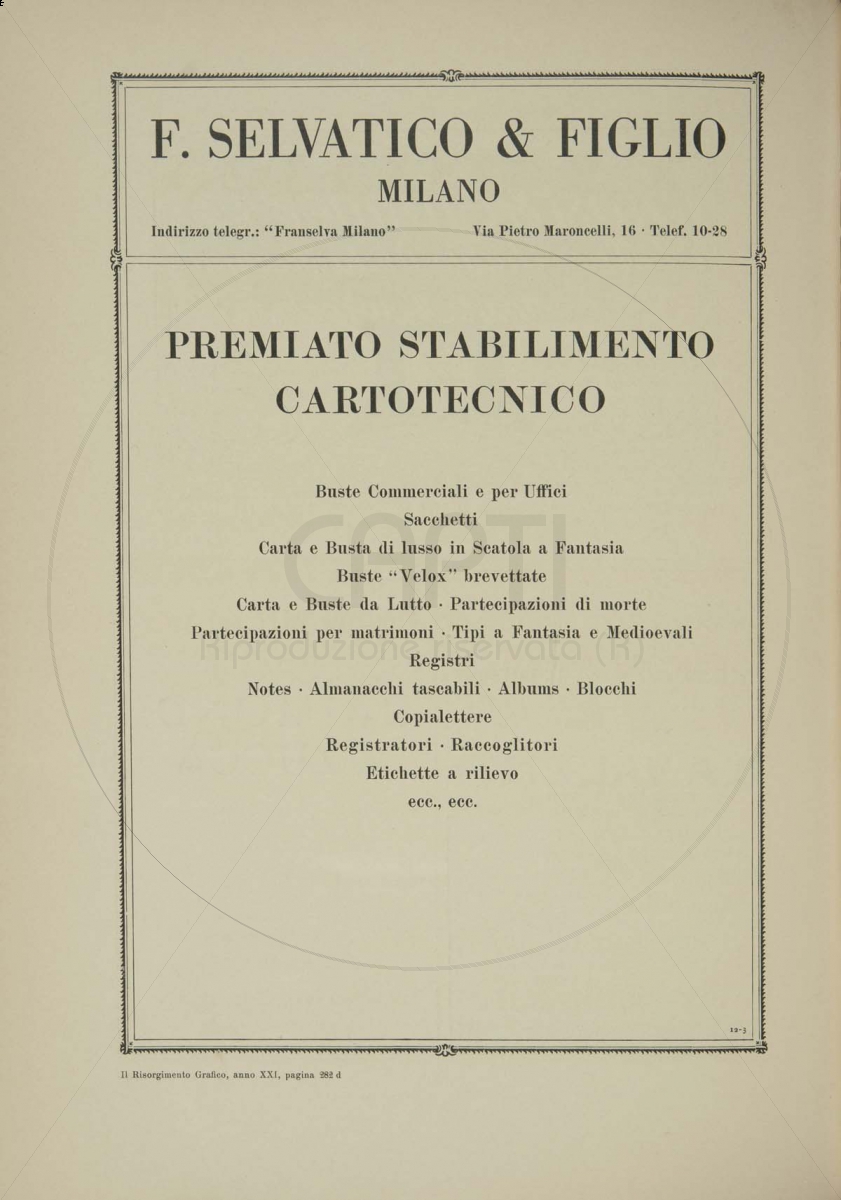 F. SELVATICO & FIGLIO
MILANO
Indirizzo telegr.: “Franselva Milano” Via Pietro Maroncelli, 16 · Telef. 10-28
PREMIATO STABILIMENTO
CARTOTECNICO
Buste Commerciali e per Uffici
Sacchetti
Carta e Busta di lusso in Scatola a Fantasia
Buste “Velox” brevettate
Carta e Buste da Lutto · Partecipazioni di morte
Partecipazioni per matrimoni · Tipi a Fantasia e Medioevali
Riproduzione riservata (R)
Registri
Notes · Almanacchi tascabili · Albums · Blocchi
Copialettere
Registratori · Raccoglitori
Etichette a rilievo
ecc., ecc.
12-3
Il Risorgimento Grafico, anno XXI, pagina 282 d